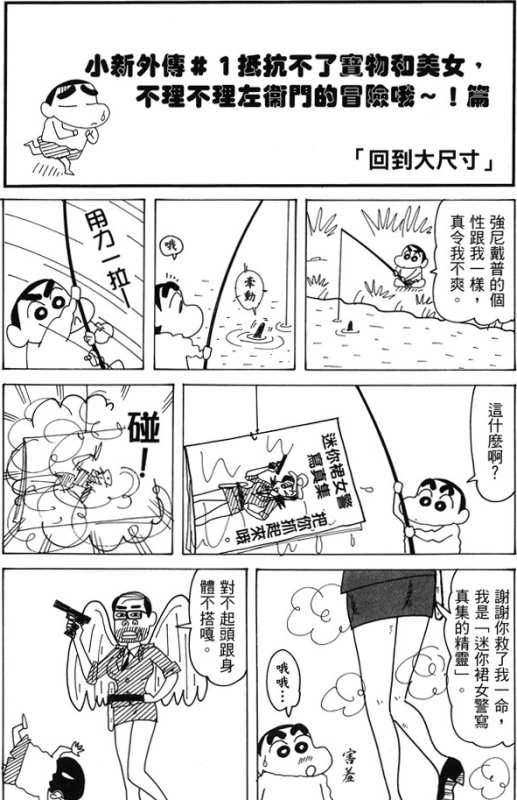 小新外傳＃１抵抗不了寶物和美女，
不理不理左衛門的冒險哦～！篇
「回到大尺寸」
強尼戴普的個
性跟我一樣，
真令我不爽。
牽動
哦
用力一拉
這什麼啊？
迷你裙女警
寫真集
把你抓起來哦。
碰！
謝謝你救了我一命，
我是「迷你裙女警寫
真集的精靈」。
哦哦…
害羞
對不起頭跟身
體不搭嘎。